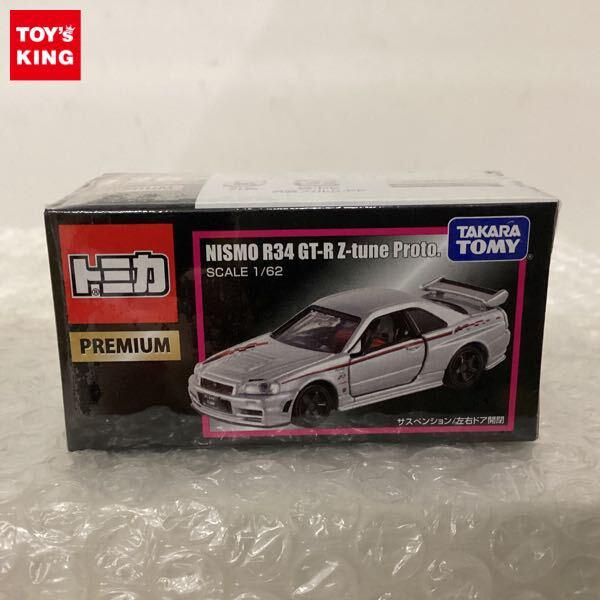 TOY's
KING
NISMO R34 GT-R Z-tune Proto.
SCALE 1/62
TAKARA
TOMY
トミカ
PREMIUM
サスペンション/左右ドア開閉